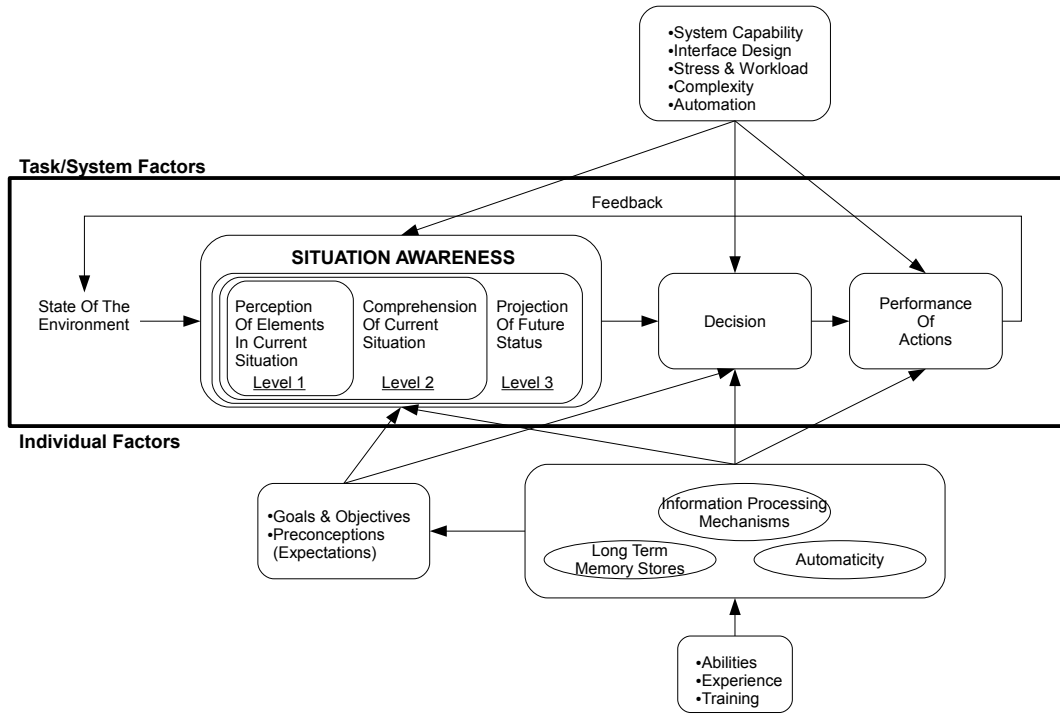 •System Capability
•Interface Design
•Stress & Workload
•Complexity
•Automation
Task/System Factors
Feedback
SITUATION AWARENESS
State Of The
Environment
Perception
Of Elements
In Current
Situation
Level 1
Comprehension
Of Current
Situation
Level 2
Projection
Of Future
Status
Level 3
Decision
Performance
Of
Actions
Individual Factors
•Goals & Objectives
•Preconceptions
(Expectations)
Information Processing
Mechanisms
Long Term
Memory Stores
Automaticity
•Abilities
•Experience
•Training